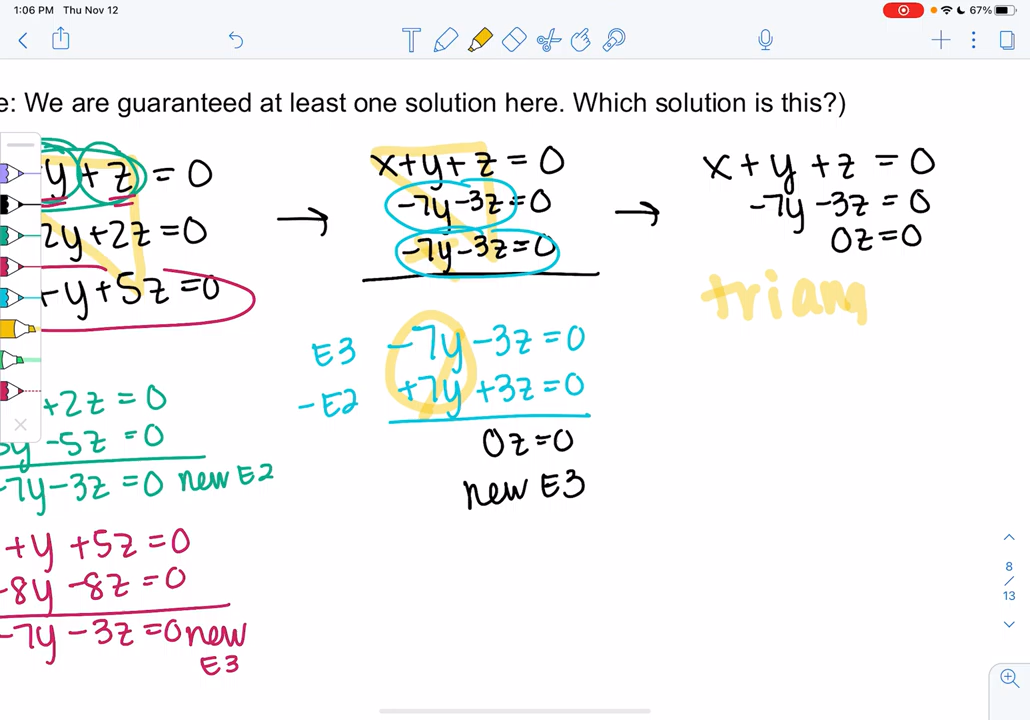 1:06 PM Thu Nov 12
67%
T
e: We are guaranteed at least one solution here. Which solution is this?)
y + z = 0
2y+2z=0
+y+5z=0
+2z = 0
y -5z =0
-7y-3z =0 new E2
+y +5z =0
-8y -8z =0
-7y-3z =0 new
E3
→
x+y+z=0
-7y-3z=0
-7y-3z=0
E3 -7y-3z=0
-E2 +7y+3z=0
0z=0
new E3
→
x+y+z=0
-7y-3z=0
0z=0
triang
8
/
13